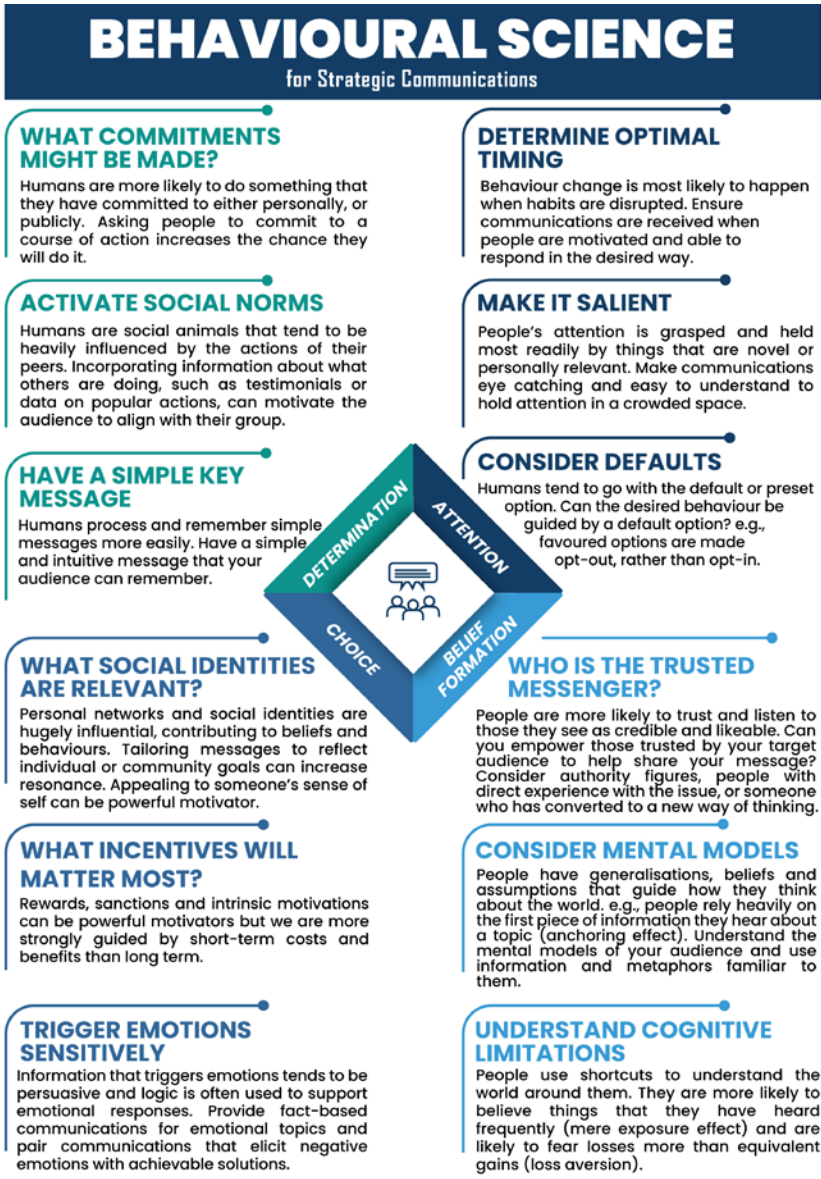 BEHAVIOURAL SCIENCE
for Strategic Communications
WHAT COMMITMENTS
MIGHT BE MADE?
Humans are more likely to do something that
they have committed to either personally, or
publicly. Asking people to commit to a
course of action increases the chance they
will do it.
ACTIVATE SOCIAL NORMS
Humans are social animals that tend to be
heavily influenced by the actions of their
peers. Incorporating information about what
others are doing, such as testimonials or
data on popular actions, can motivate the
audience to align with their group.
HAVE A SIMPLE KEY
MESSAGE
Humans process and remember simple
messages more easily. Have a simple
and intuitive message that your
audience can remember.
DETERMINE OPTIMAL
TIMING
Behaviour change is most likely to happen
when habits are disrupted. Ensure
communications are received when
people are motivated and able to
respond in the desired way.
MAKE IT SALIENT
People's attention is grasped and held
most readily by things that are novel or
personally relevant. Make communications
eye catching and easy to understand to
hold attention in a crowded space.
CONSIDER DEFAULTS
Humans tend to go with the default or preset
option. Can the desired behaviour be
guided by a default option? e.g.,
favoured options are made
opt-out, rather than opt-in.
DETERMINATION
ATTENTION
CHOICE
BELIEF
FORMATION
WHAT SOCIAL IDENTITIES
ARE RELEVANT?
Personal networks and social identities are
hugely influential, contributing to beliefs and
behaviours. Tailoring messages to reflect
individual or community goals can increase
resonance. Appealing to someone's sense of
self can be powerful motivator.
WHAT INCENTIVES WILL
MATTER MOST?
Rewards, sanctions and intrinsic motivations
can be powerful motivators but we are more
strongly guided by short-term costs and
benefits than long term.
TRIGGER EMOTIONS
SENSITIVELY
Information that triggers emotions tends to be
persuasive and logic is often used to support
emotional responses. Provide fact-based
communications for emotional topics and
pair communications that elicit negative
emotions with achievable solutions.
WHO IS THE TRUSTED
MESSENGER?
People are more likely to trust and listen to
those they see as credible and likeable. Can
you empower those trusted by your target
audience to help share your message?
Consider authority figures, people with
direct experience with the issue, or someone
who has converted to a new way of thinking.
CONSIDER MENTAL MODELS
People have generalisations, beliefs and
assumptions that guide how they think
about the world. e.g., people rely heavily on
the first piece of information they hear about
a topic (anchoring effect). Understand the
mental models of your audience and use
information and metaphors familiar to
them.
UNDERSTAND COGNITIVE
LIMITATIONS
People use shortcuts to understand the
world around them. They are more likely to
believe things that they have heard
frequently (mere exposure effect) and are
likely to fear losses more than equivalent
gains (loss aversion).